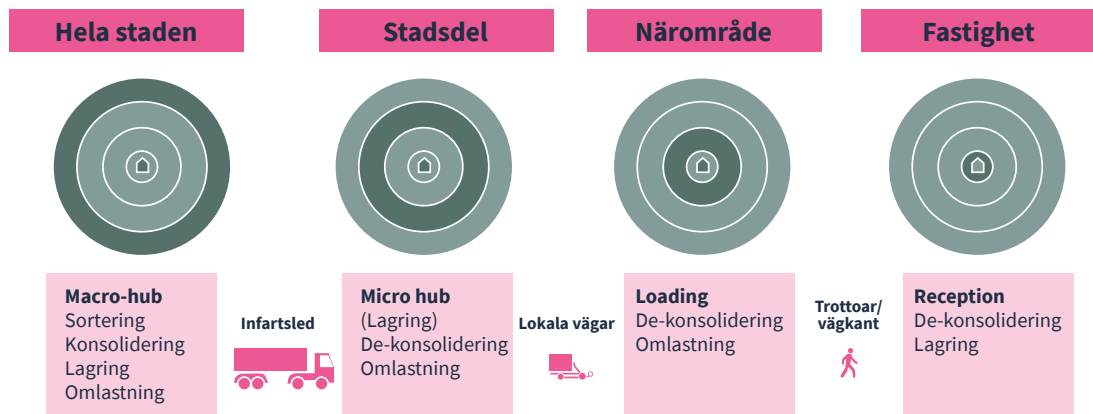 Hela staden
Stadsdel
Närområde
Fastighet
Macro-hub
Sortering
Konsolidering
Lagring
Omlastning
Infartsled
Micro hub
(Lagring)
De-konsolidering
Omlastning
Lokala vägar
Loading
De-konsolidering
Omlastning
Trottoar/
vägkant
Reception
De-konsolidering
Lagring